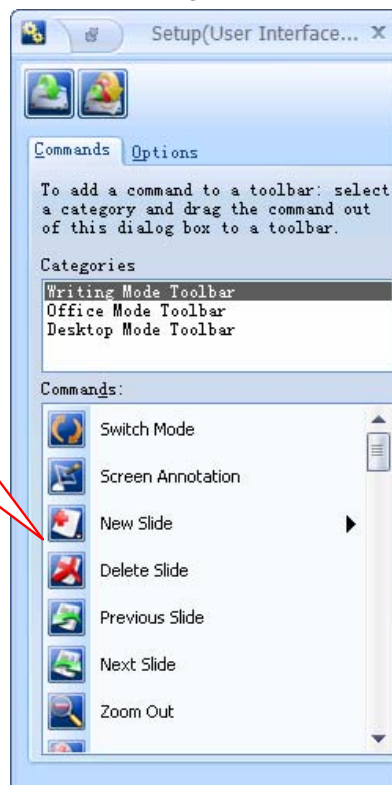 Setup(User Interface... X
Commands Options
To add a command to a toolbar: select
a category and drag the command out
of this dialog box to a toolbar.
Categories
Writing Mode Toolbar
Office Mode Toolbar
Desktop Mode Toolbar
Commands:
Switch Mode
Screen Annotation
New Slide
Delete Slide
Previous Slide
Next Slide
Zoom Out